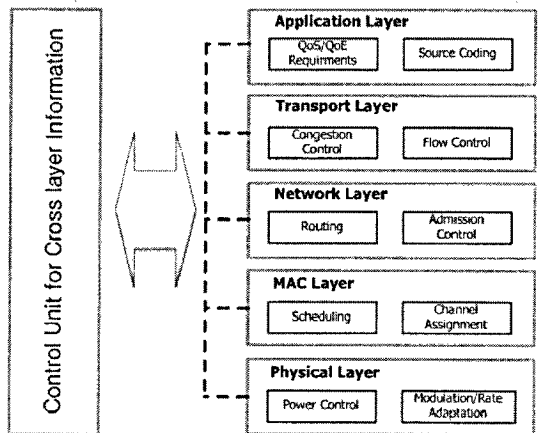 Control Unit for Cross layer Information
Application Layer
QoS/QoE
Requirments
Source Coding
Transport Layer
Congestion
Control
Flow Control
Network Layer
Routing
Admission
Control
MAC Layer
Scheduling
Channel
Assignment
Physical Layer
Power Control
Modulation/Rate
Adaptation